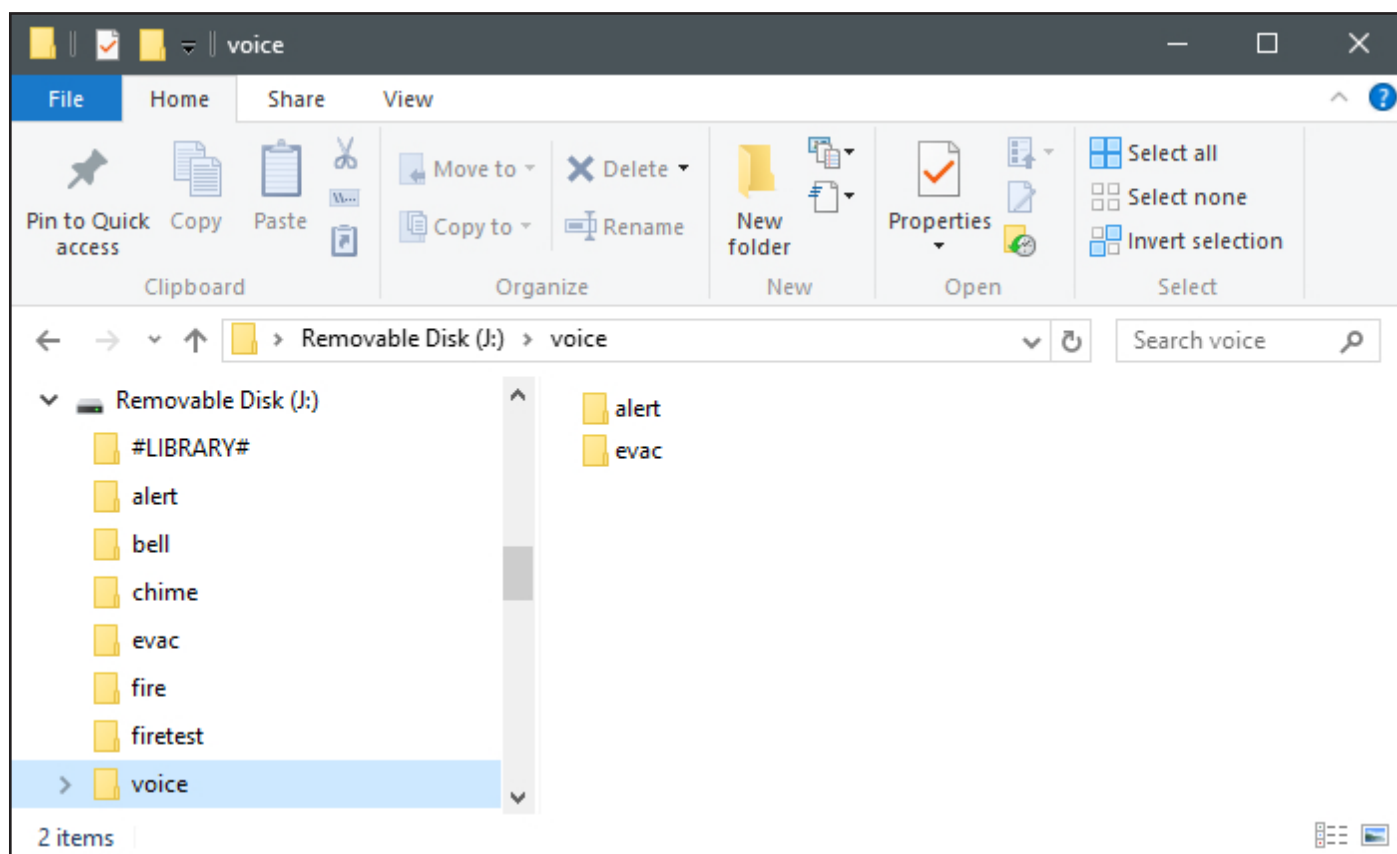 voice
File Home Share View
Pin to Quick access
Copy
Paste
Move to
Copy to
Delete
Rename
New folder
Properties
Select all
Select none
Invert selection
Clipboard Organize New Open Select
Removable Disk (J:) > voice
Search voice
Removable Disk (J:)
#LIBRARY#
alert
bell
chime
evac
fire
firetest
voice
alert
evac
2 items